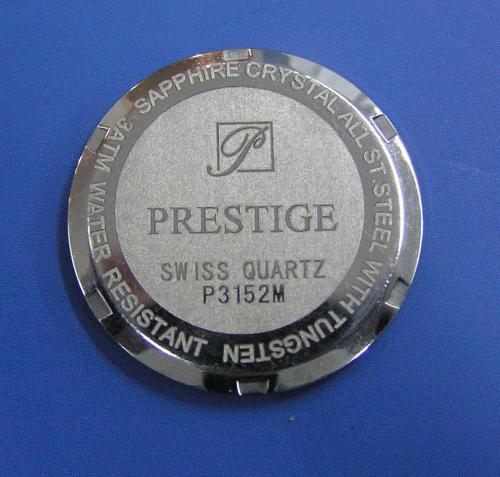 SAPPHIRE CRYSTAL ALL ST.STEEL WITH TUNGSTEN
3ATM WATER RESISTANT
P
PRESTIGE
SWISS QUARTZ
P3152M